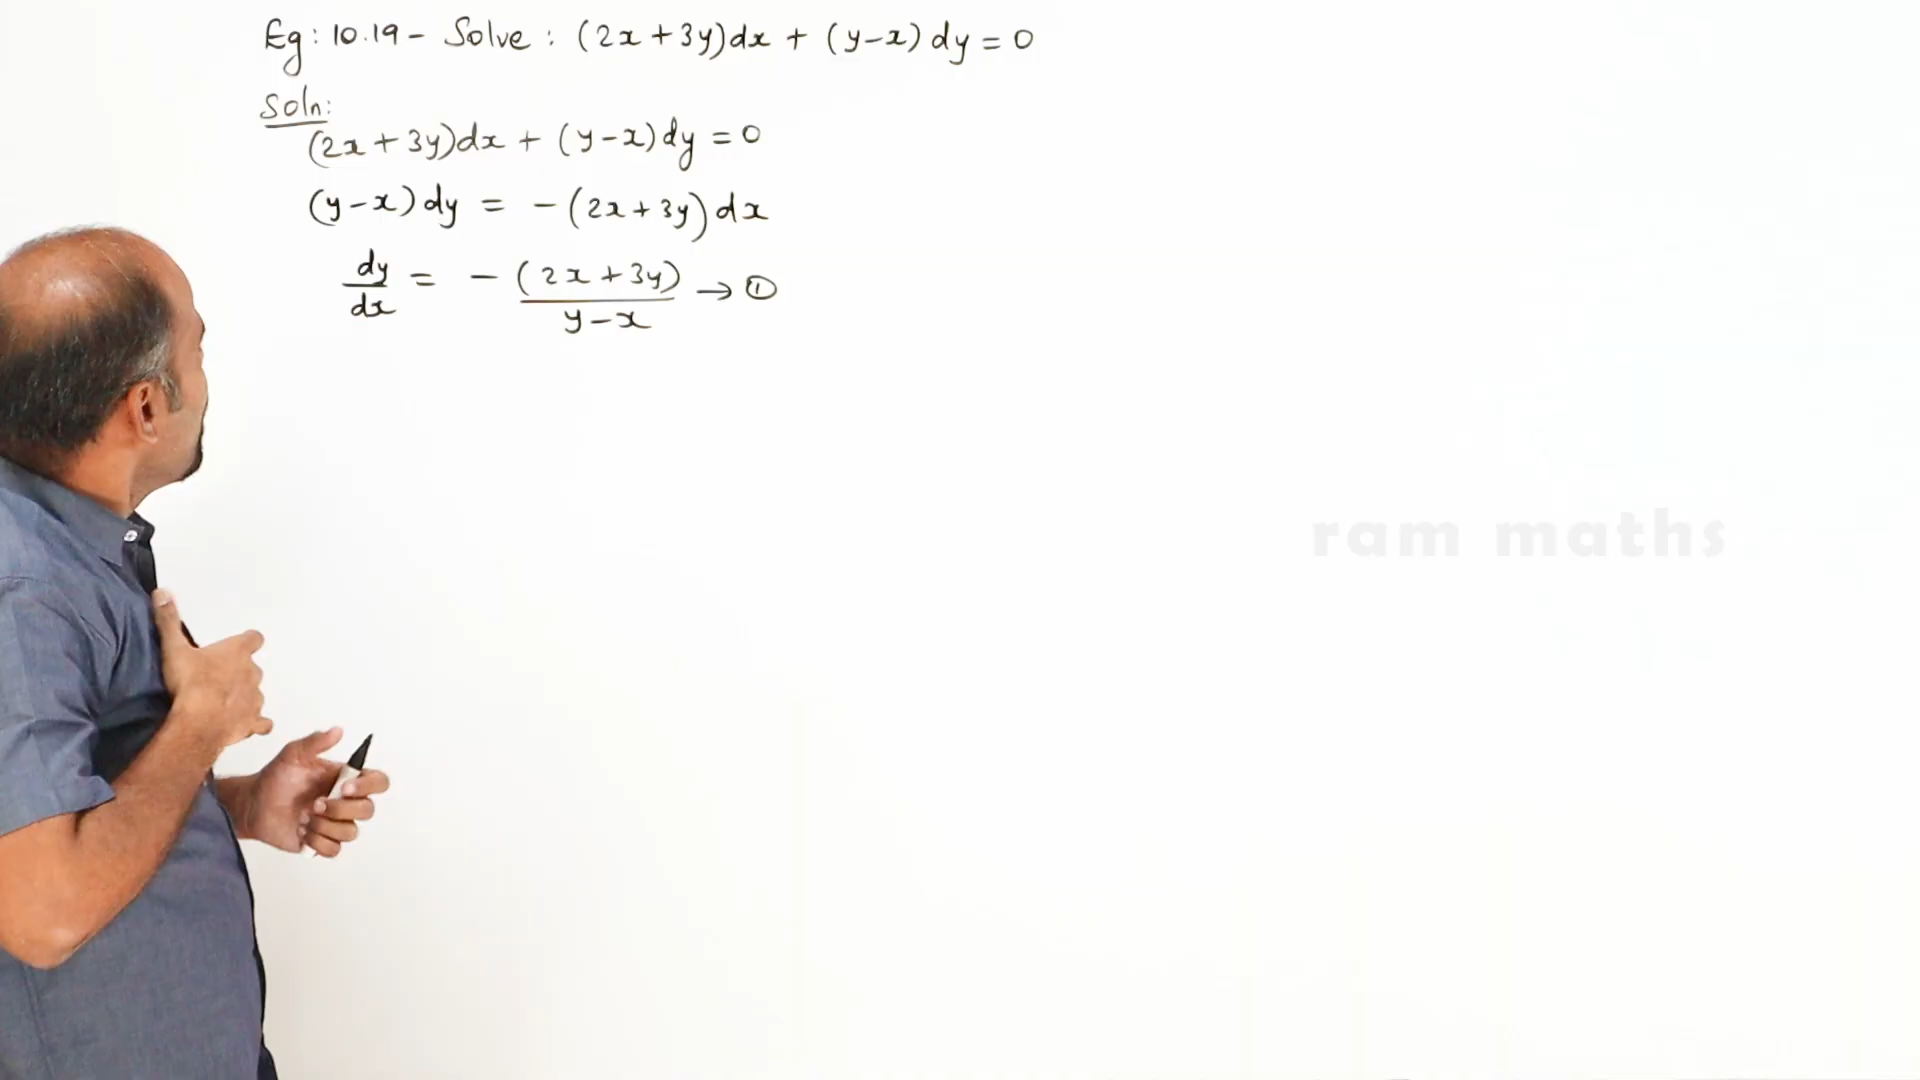 Eg: 10.19 - Solve: (2x+3y)dx + (y-x)dy = 0
Soln:
(2x+3y)dx + (y-x)dy = 0
(y-x)dy = -(2x+3y)dx
dy/dx = -(2x+3y)/y-x → ①
ram maths